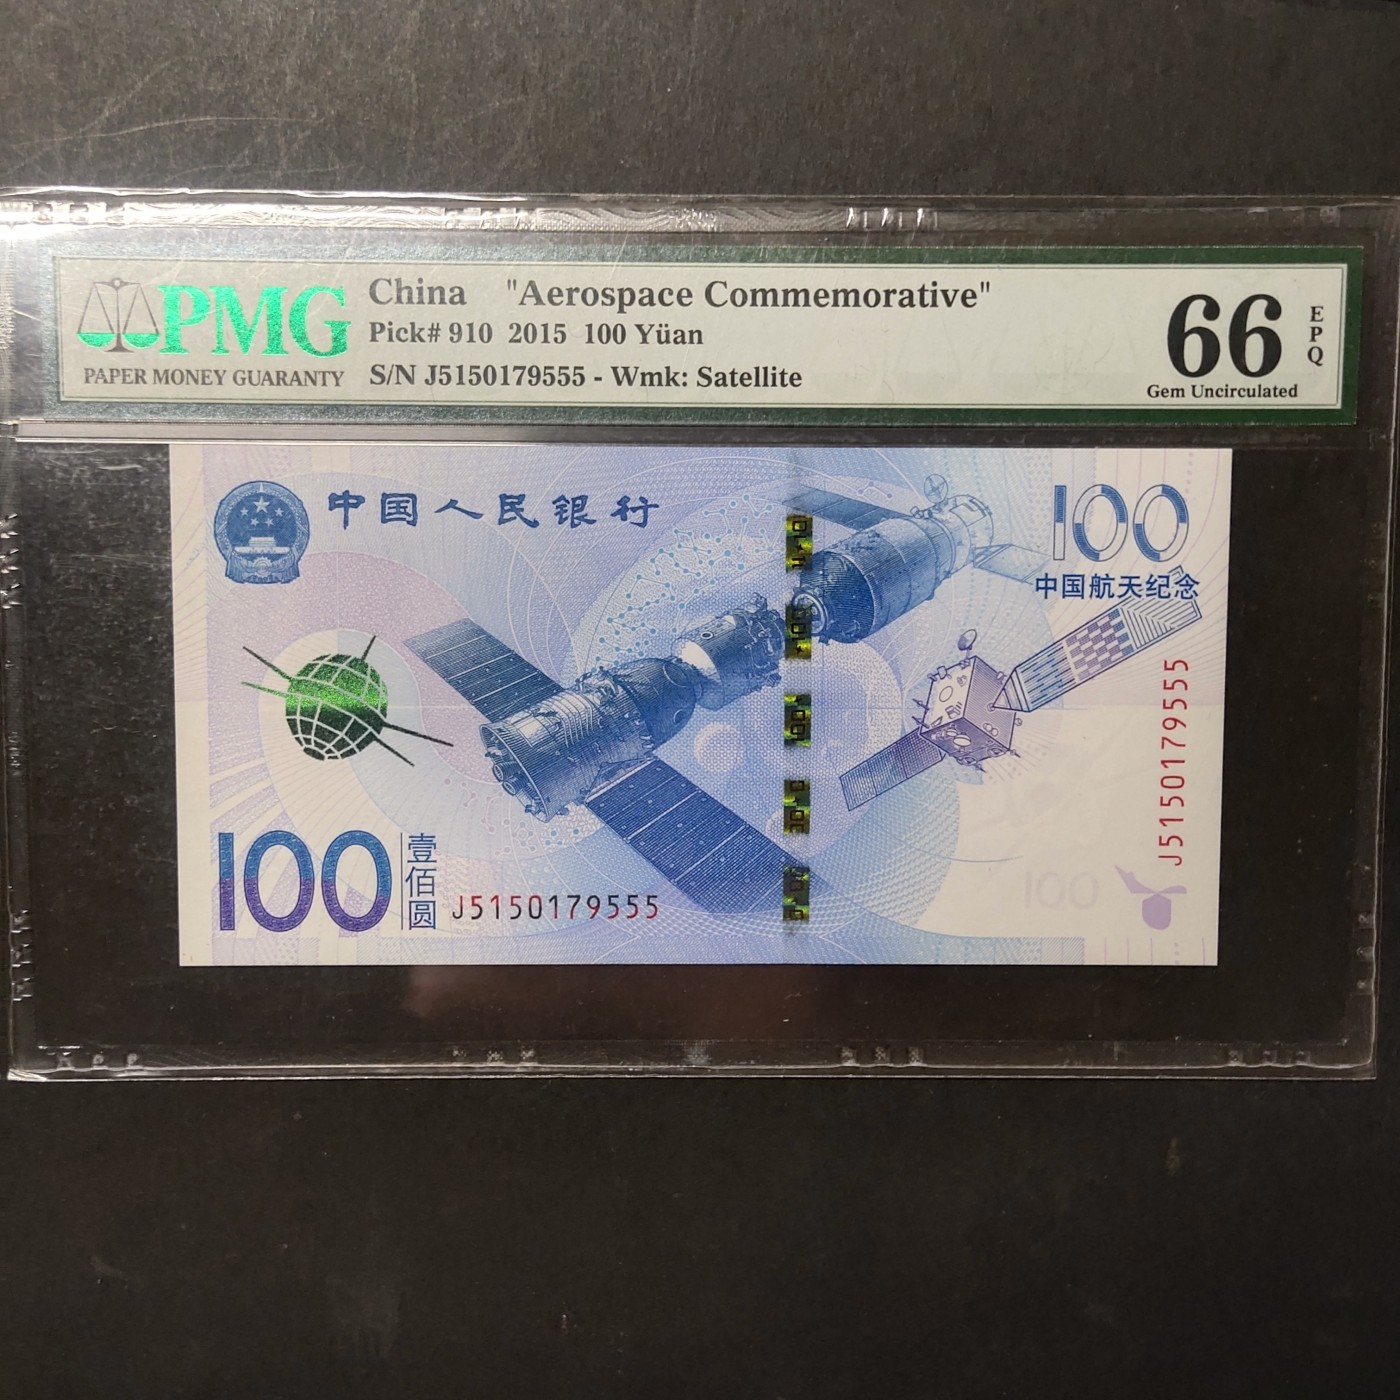 PMG
PAPER MONEY GUARANTY
China "Aerospace Commemorative"
Pick# 910 2015 100 Yüan
S/N J5150179555 - Wmk: Satellite
66
EPQ
Gem Uncirculated
中国人民银行
100
中国航天纪念
J5150179555
100
壹佰圆
J5150179555